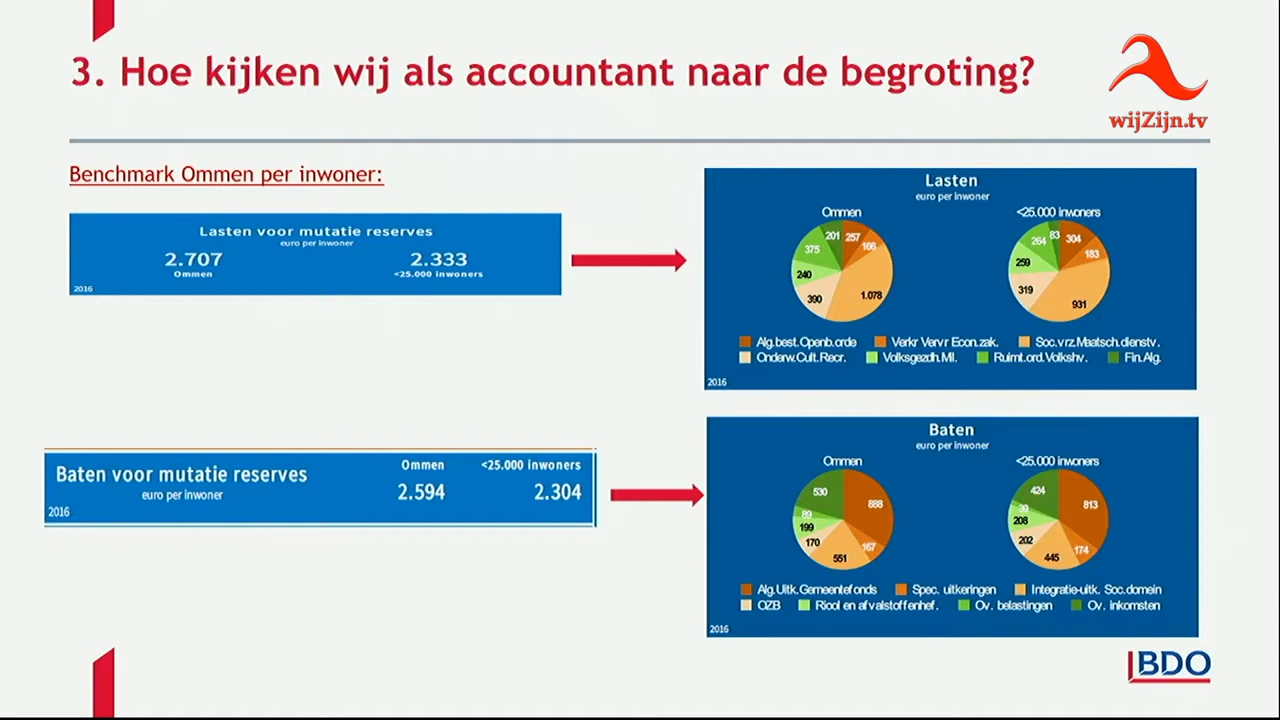 3. Hoe kijken wij als accountant naar de begroting?
wijZijn.tv
Benchmark Ommen per inwoner:
Lasten voor mutatie reserves
euro per inwoner
2.707 2.333
Ommen <25.000 inwoners
2016
Lasten
euro per inwoner
Ommen <25.000 inwoners
201 257 166 375 240 390 1.078
83 304 183 264 259 319 931
Alg.best.Openb.orde Verkr Vervr Econ.zak. Soc.vrz.Maatsch.dienstv.
Onderw.Cult.Recr. Volksgezdh.Ml. Ruimt.ord.Volkshv. Fin.Alg.
2016
Baten voor mutatie reserves
euro per inwoner
Ommen <25.000 inwoners
2.594 2.304
2016
Baten
euro per inwoner
Ommen <25.000 inwoners
530 888 89 199 170 551 167
424 813 39 208 202 445 174
Alg.Uitk.Gemeentefonds Spec. uitkeringen Integratie-uitk. Soc.domein
OZB Riool en afvalstoffenhef. Ov. belastingen Ov. inkomsten
2016
BDO